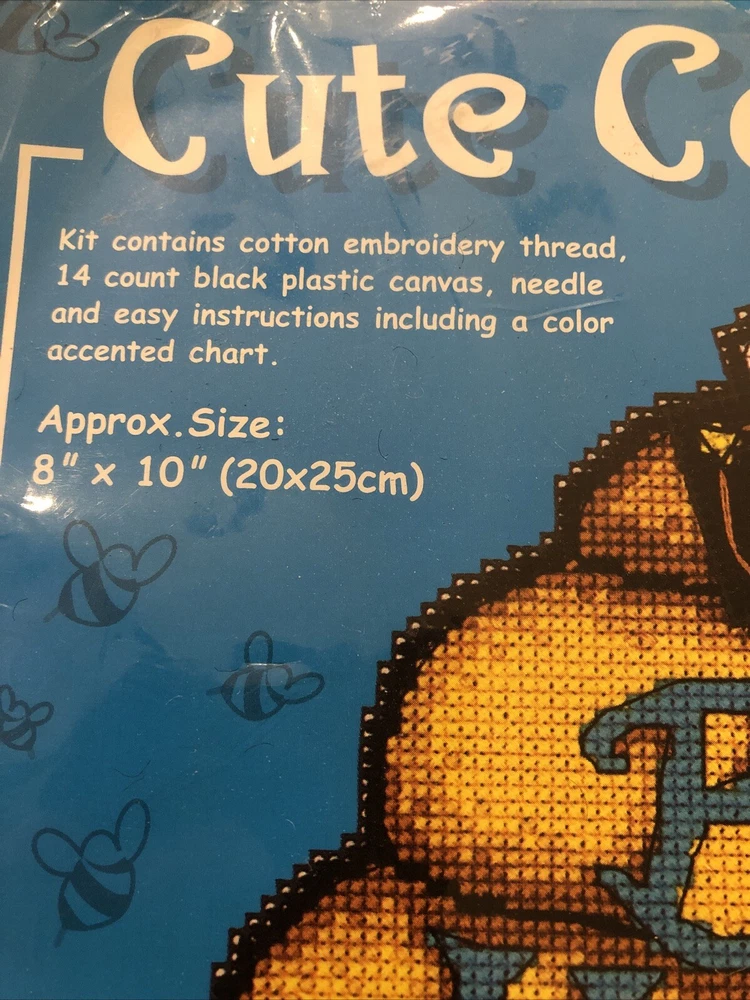 Cute
Kit contains cotton embroidery thread,
14 count black plastic canvas, needle
and easy instructions including a color
accented chart.
Approx.Size:
8" x 10" (20x25cm)